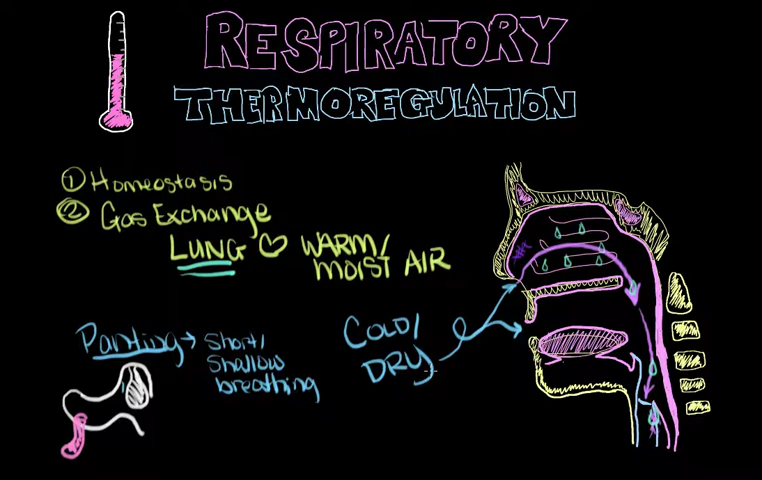 RESPIRATORY
THERMOREGULATION
① Homeostasis
② Gas Exchange
LUNG ♡ WARM/
MOIST AIR
Panting → Short/
Shallow
breathing
COLD/
DRY